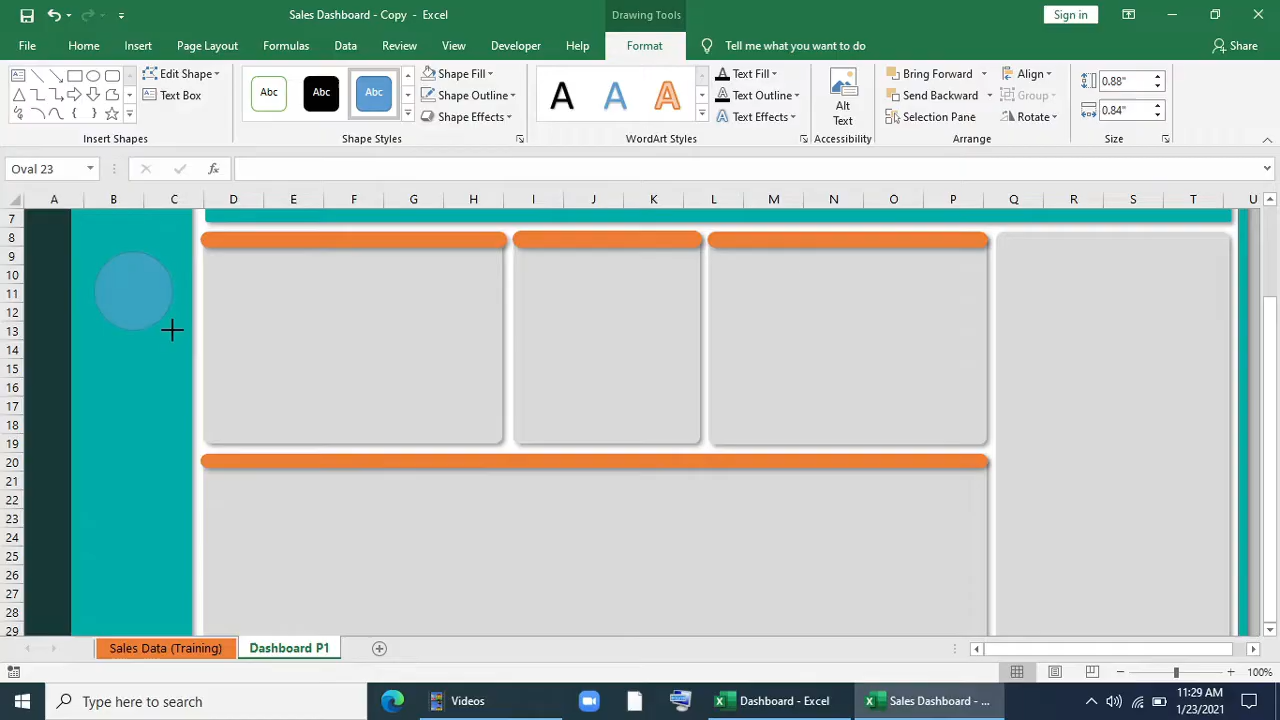 Sales Dashboard - Copy - Excel
Drawing Tools
Sign in
File Home Insert Page Layout Formulas Data Review View Developer Help Format Tell me what you want to do Share
Edit Shape
Text Box
Insert Shapes
Abc Abc Abc
Shape Fill
Shape Outline
Shape Effects
Shape Styles
A A A
Text Fill
Text Outline
Text Effects
WordArt Styles
Alt
Text
Accessibility
Bring Forward
Send Backward
Selection Pane
Align
Group
Rotate
Arrange
0.88"
0.84"
Size
Oval 23
fx
A B C D E F G H I J K L M N O P Q R S T U
7
8
9
10
11
12
13
14
15
16
17
18
19
20
21
22
23
24
25
26
27
28
29
Sales Data (Training) Dashboard P1
100%
Type here to search
Videos
Dashboard - Excel
Sales Dashboard - ...
11:29 AM
1/23/2021